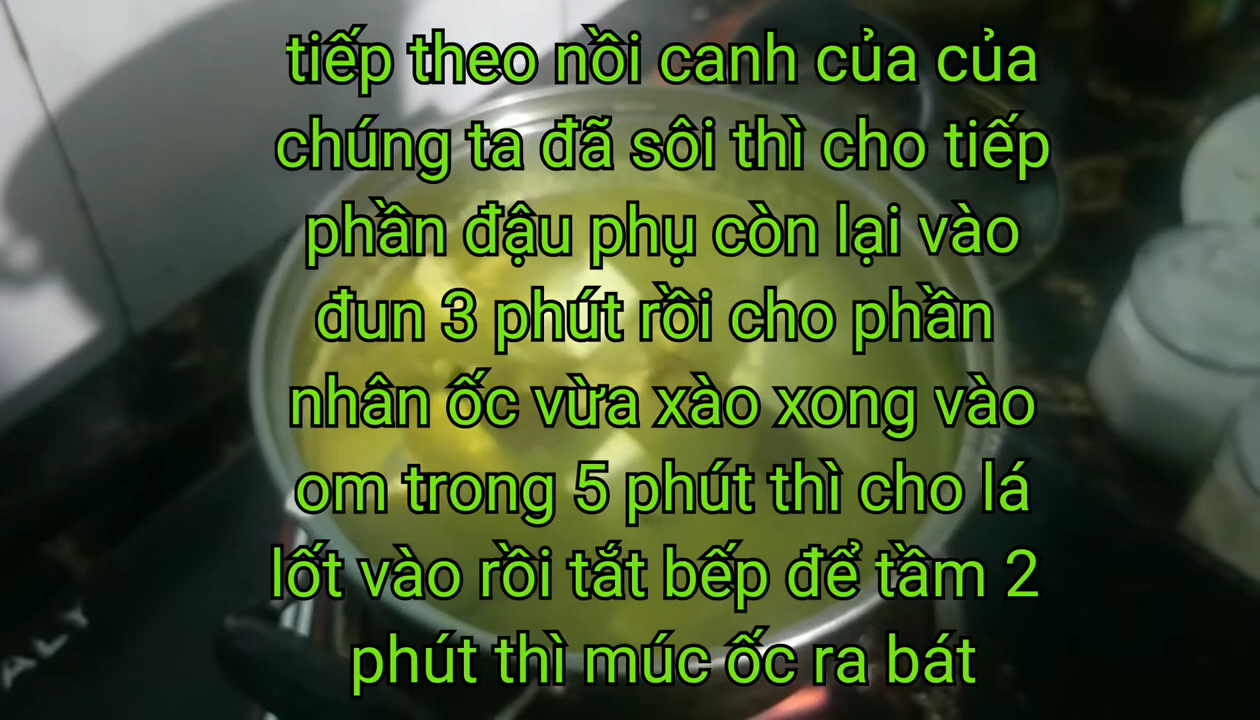 tiếp theo nồi canh của của
chúng ta đã sôi thì cho tiếp
phần đậu phụ còn lại vào
đun 3 phút rồi cho phần
nhân ốc vừa xào xong vào
om trong 5 phút thì cho lá
lốt vào rồi tắt bếp để tầm 2
phút thì múc ốc ra bát
ALY